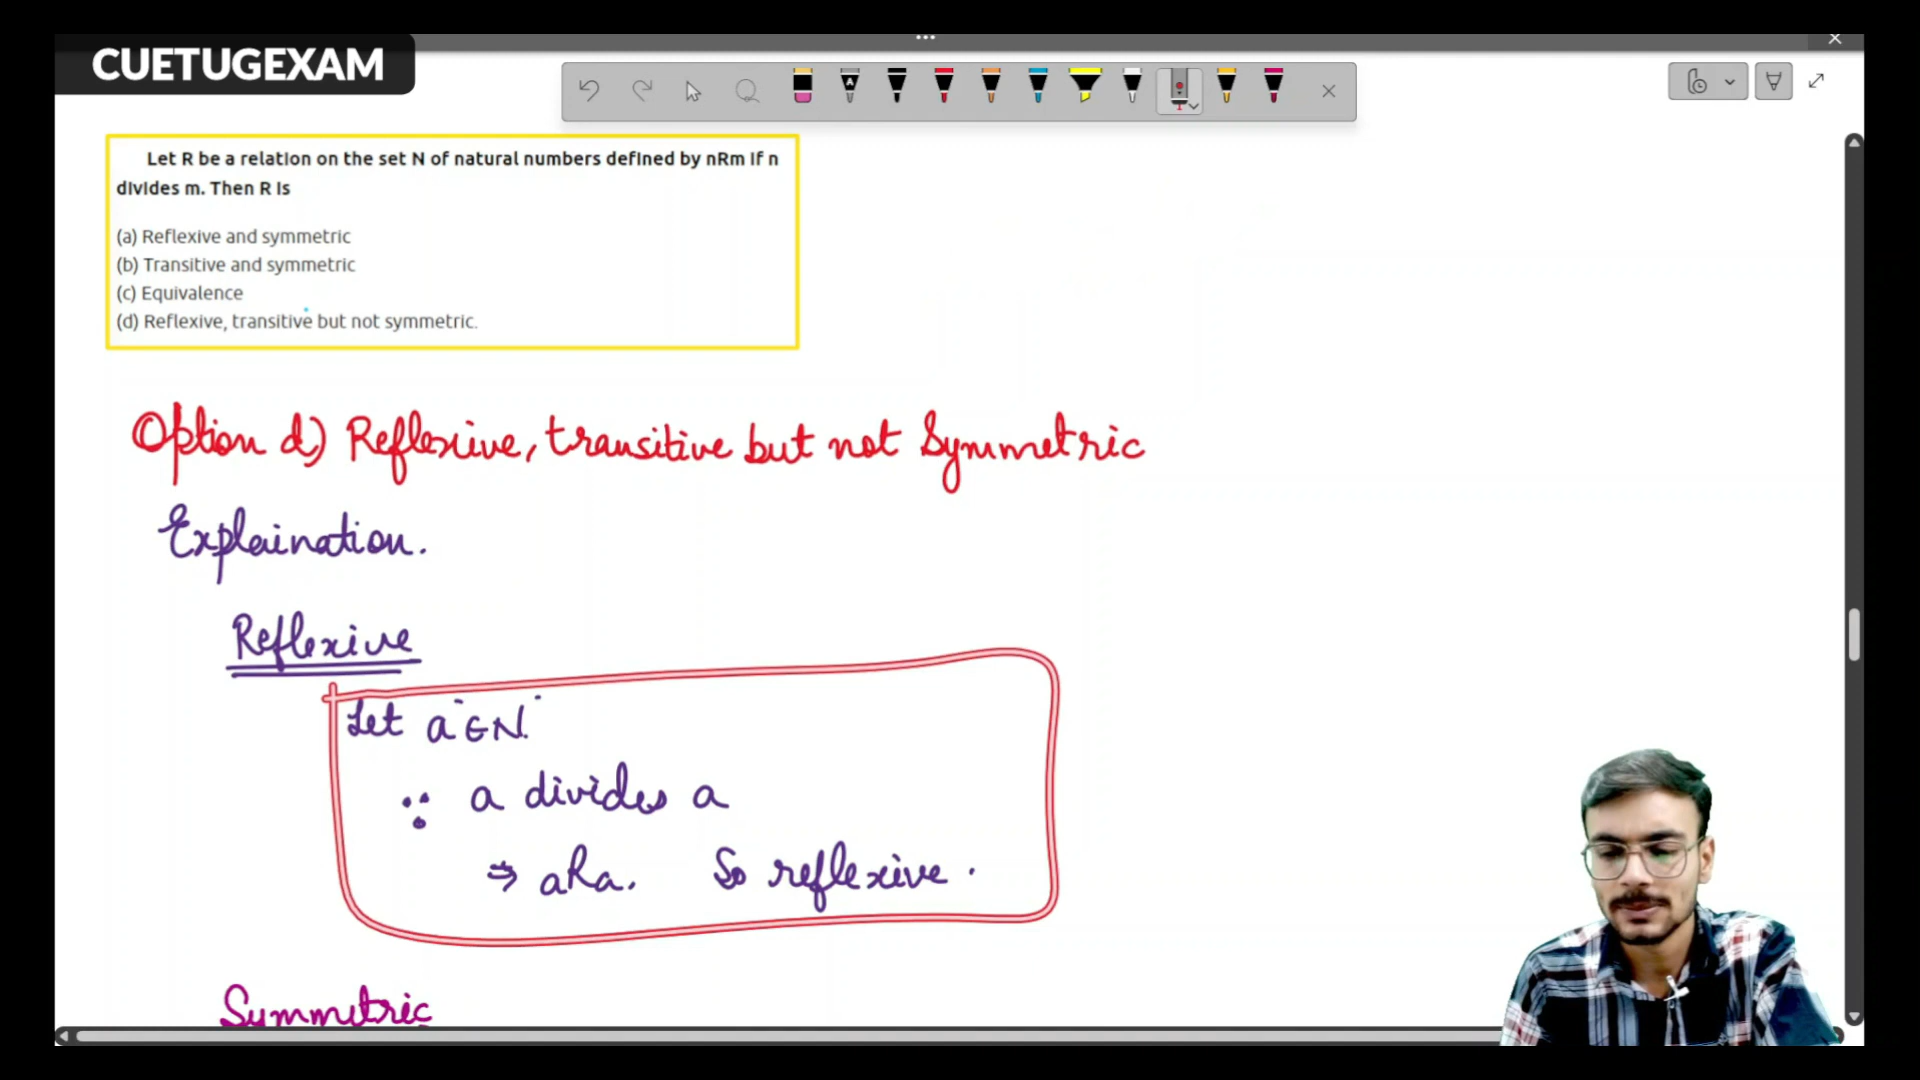 CUETUGEXAM
Let R be a relation on the set N of natural numbers defined by nRm if n
divides m. Then R is
(a) Reflexive and symmetric
(b) Transitive and symmetric
(c) Equivalence
(d) Reflexive, transitive but not symmetric.
Option d) Reflexive, transitive but not Symmetric
Explaination.
Reflexive
Let a ∈ N.
∵ a divides a
⇒ aRa. So reflexive.
Symmetric